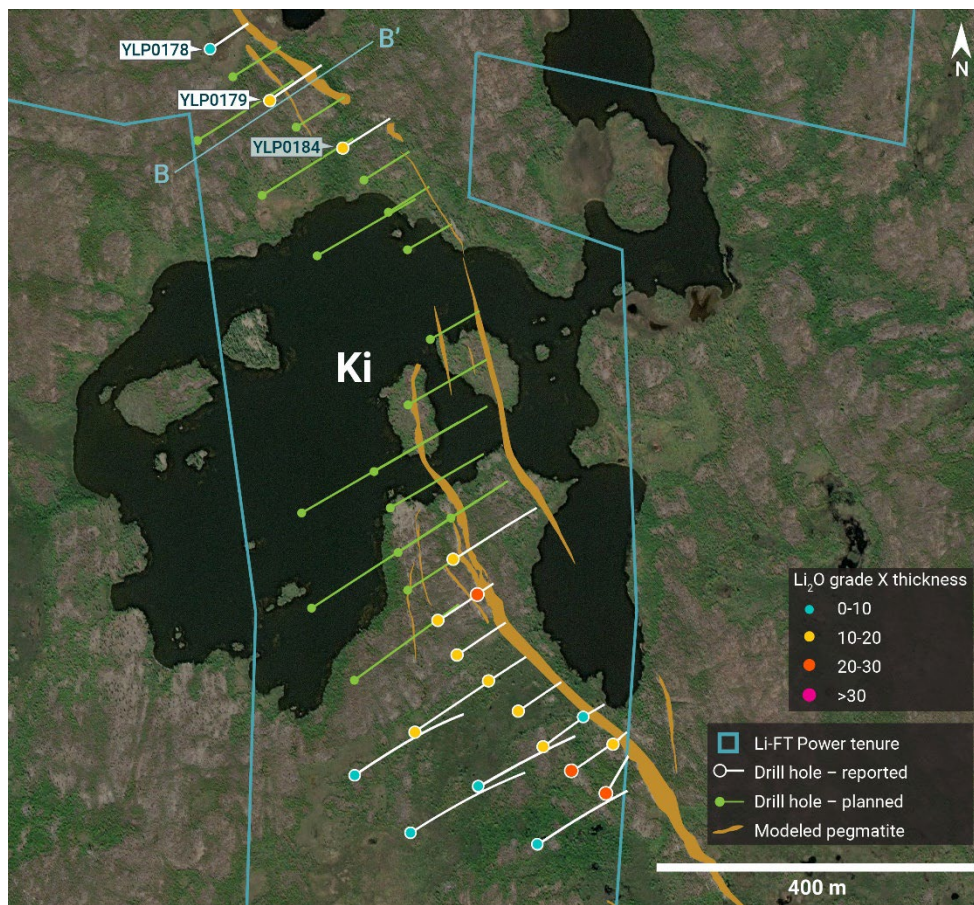 YLP0178
B'
N
YLP0179
YLP0184
B
Ki
Li2O grade X thickness
0-10
10-20
20-30
>30
Li-FT Power tenure
Drill hole – reported
Drill hole – planned
Modeled pegmatite
400 m